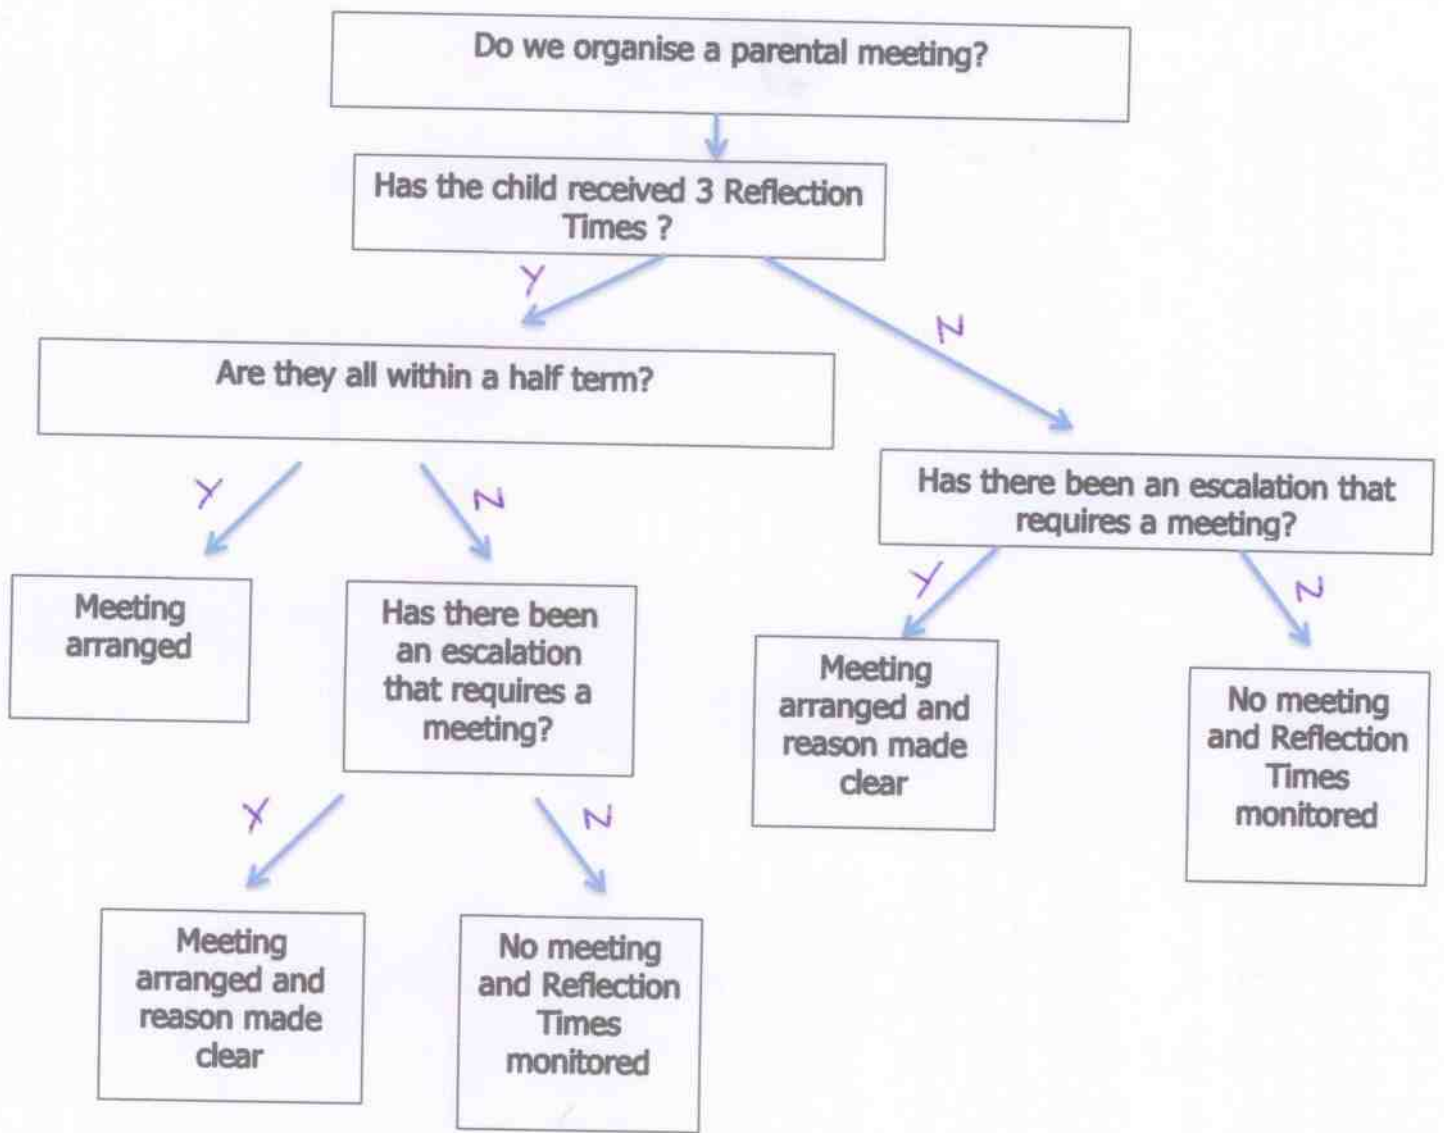 Do we organise a parental meeting?
Has the child received 3 Reflection
Times ?
Y
N
Are they all within a half term?
Has there been an escalation that
requires a meeting?
Y
N
Y
N
Meeting
arranged
Has there been
an escalation
that requires a
meeting?
Meeting
arranged and
reason made
clear
No meeting
and Reflection
Times
monitored
Y
N
Meeting
arranged and
reason made
clear
No meeting
and Reflection
Times
monitored